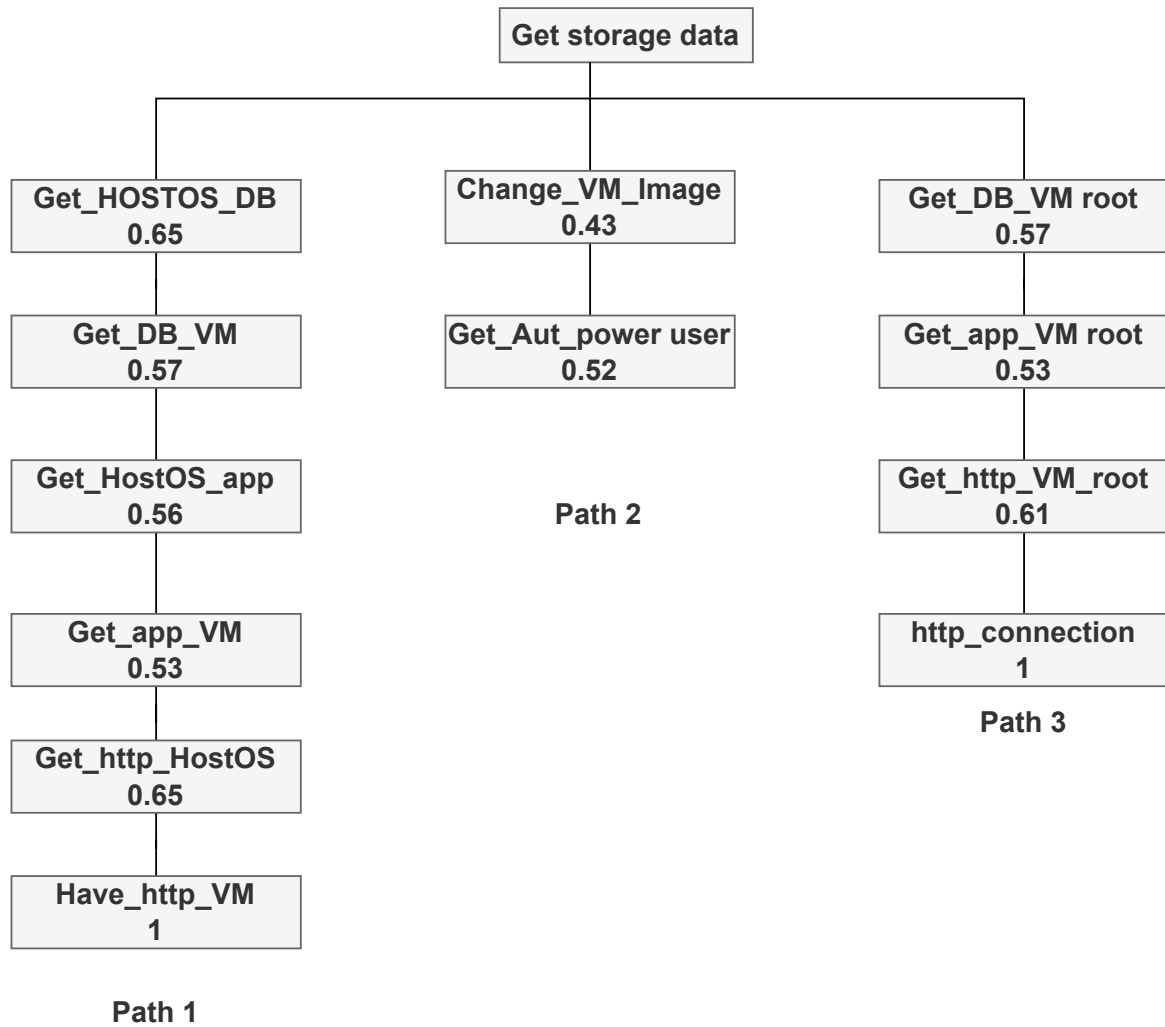 Get storage data
Get_HOSTOS_DB
0.65
Get_DB_VM
0.57
Get_HostOS_app
0.56
Get_app_VM
0.53
Get_http_HostOS
0.65
Have_http_VM
1
Path 1
Change_VM_Image
0.43
Get_Aut_power user
0.52
Path 2
Get_DB_VM root
0.57
Get_app_VM root
0.53
Get_http_VM_root
0.61
http_connection
1
Path 3